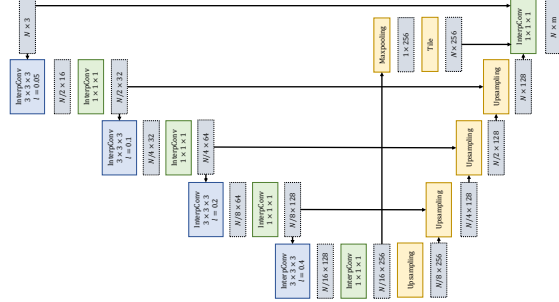 N × 3
InterpConv
3 × 3 × 3
l = 0.05
N/2 × 16
InterpConv
1 × 1 × 1
N/2 × 32
InterpConv
3 × 3 × 3
l = 0.1
N/4 × 32
InterpConv
1 × 1 × 1
N/4 × 64
InterpConv
3 × 3 × 3
l = 0.2
N/8 × 64
InterpConv
1 × 1 × 1
N/8 × 128
InterpConv
3 × 3 × 3
l = 0.4
N/16 × 128
InterpConv
1 × 1 × 1
N/16 × 256
Maxpooling
1 × 256
Tile
N × 256
Upsampling
N/8 × 256
Upsampling
N/4 × 128
Upsampling
N/2 × 128
Upsampling
N × 128
InterpConv
1 × 1 × 1
N × m